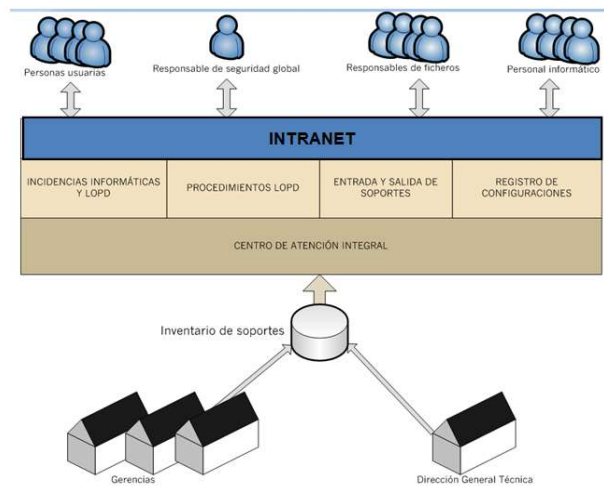 Personas usuarias
Responsable de seguridad global
Responsables de ficheros
Personal informático
INTRANET
INCIDENCIAS INFORMÁTICAS
Y LOPD
PROCEDIMIENTOS LOPD
ENTRADA Y SALIDA DE
SOPORTES
REGISTRO DE
CONFIGURACIONES
CENTRO DE ATENCIÓN INTEGRAL
Inventario de soportes
Gerencias
Dirección General Técnica